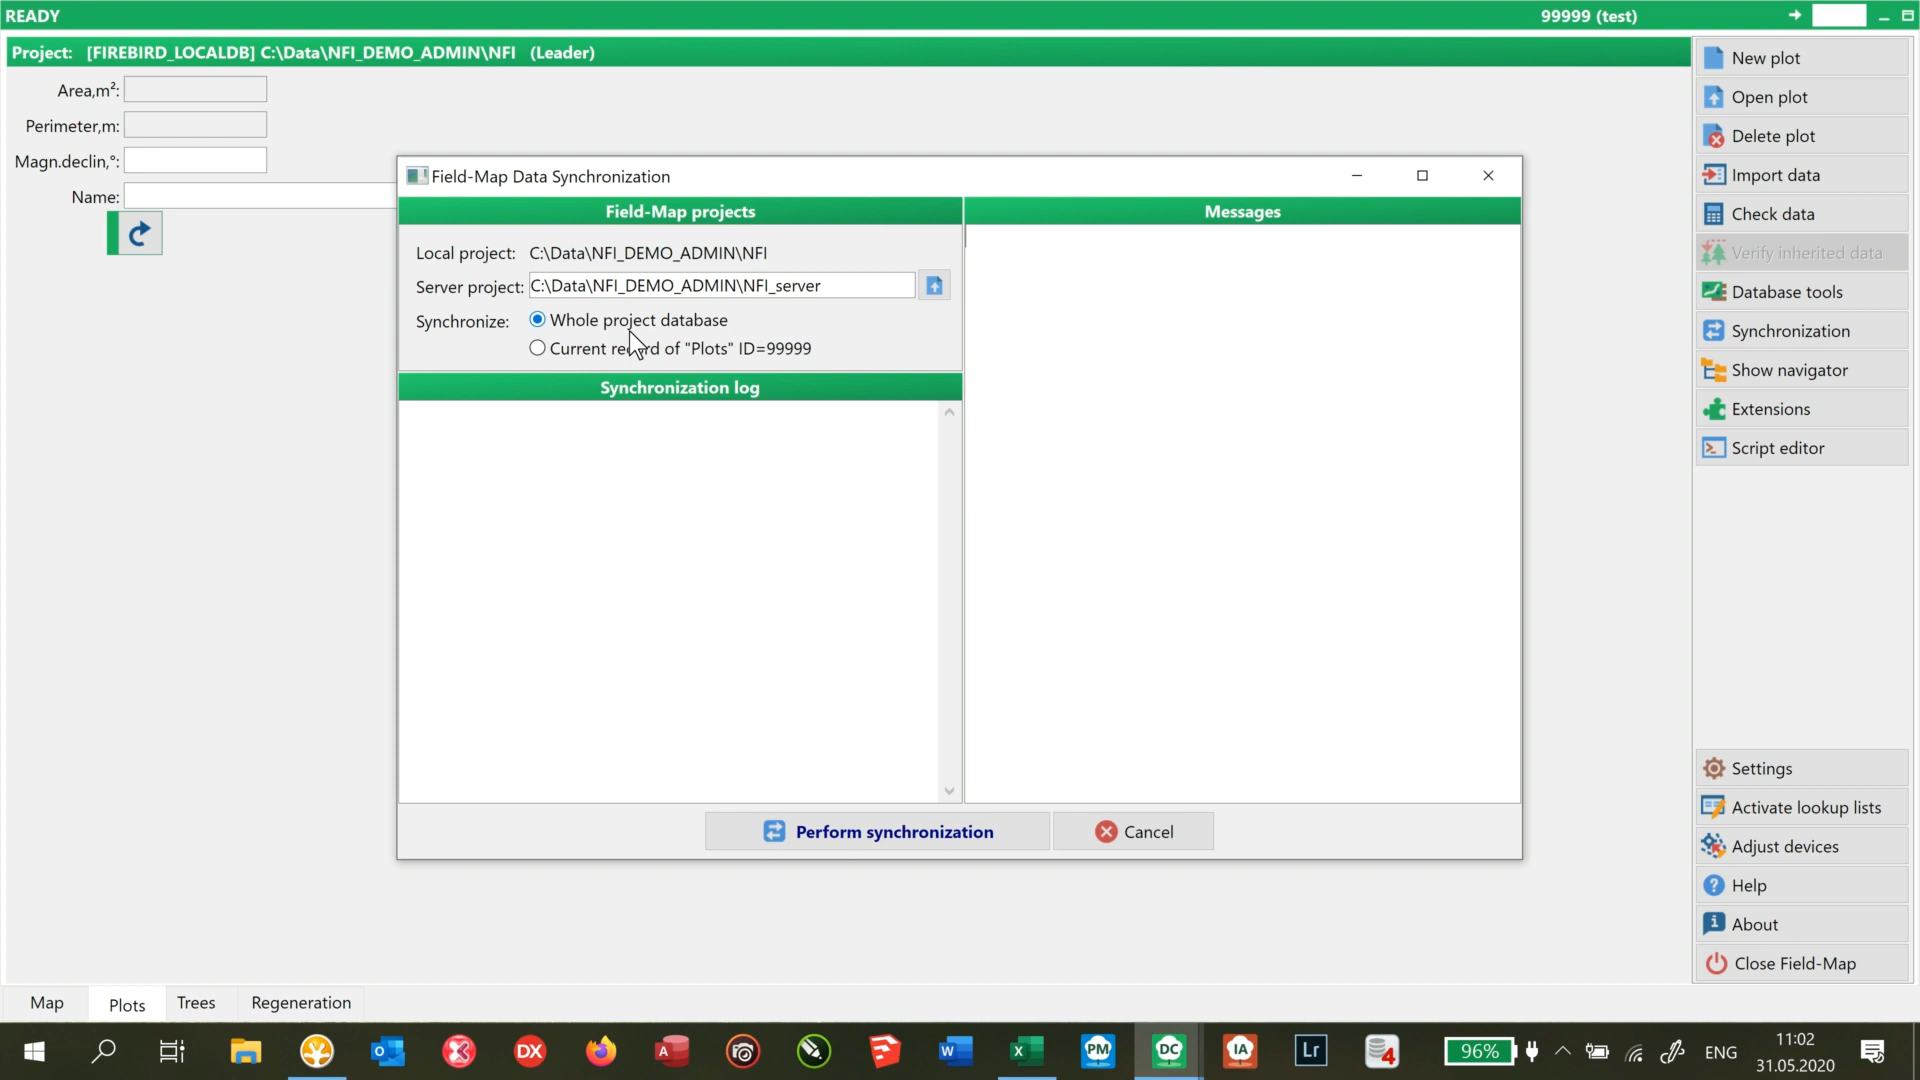 READY
99999 (test)
Project: [FIREBIRD_LOCALDB] C:\Data\NFI_DEMO_ADMIN\NFI (Leader)
Area,m²:
Perimeter,m:
Magn.declin,°:
Name:
Field-Map Data Synchronization
Field-Map projects
Local project: C:\Data\NFI_DEMO_ADMIN\NFI
Server project: C:\Data\NFI_DEMO_ADMIN\NFI_server
Synchronize: Whole project database
Current record of "Plots" ID=99999
Synchronization log
Messages
Perform synchronization
Cancel
New plot
Open plot
Delete plot
Import data
Check data
Verify inherited data
Database tools
Synchronization
Show navigator
Extensions
Script editor
Settings
Activate lookup lists
Adjust devices
Help
About
Close Field-Map
Map
Plots
Trees
Regeneration
DX
A
W
X
PM
DC
IA
Lr
4
96%
ENG
11:02
31.05.2020